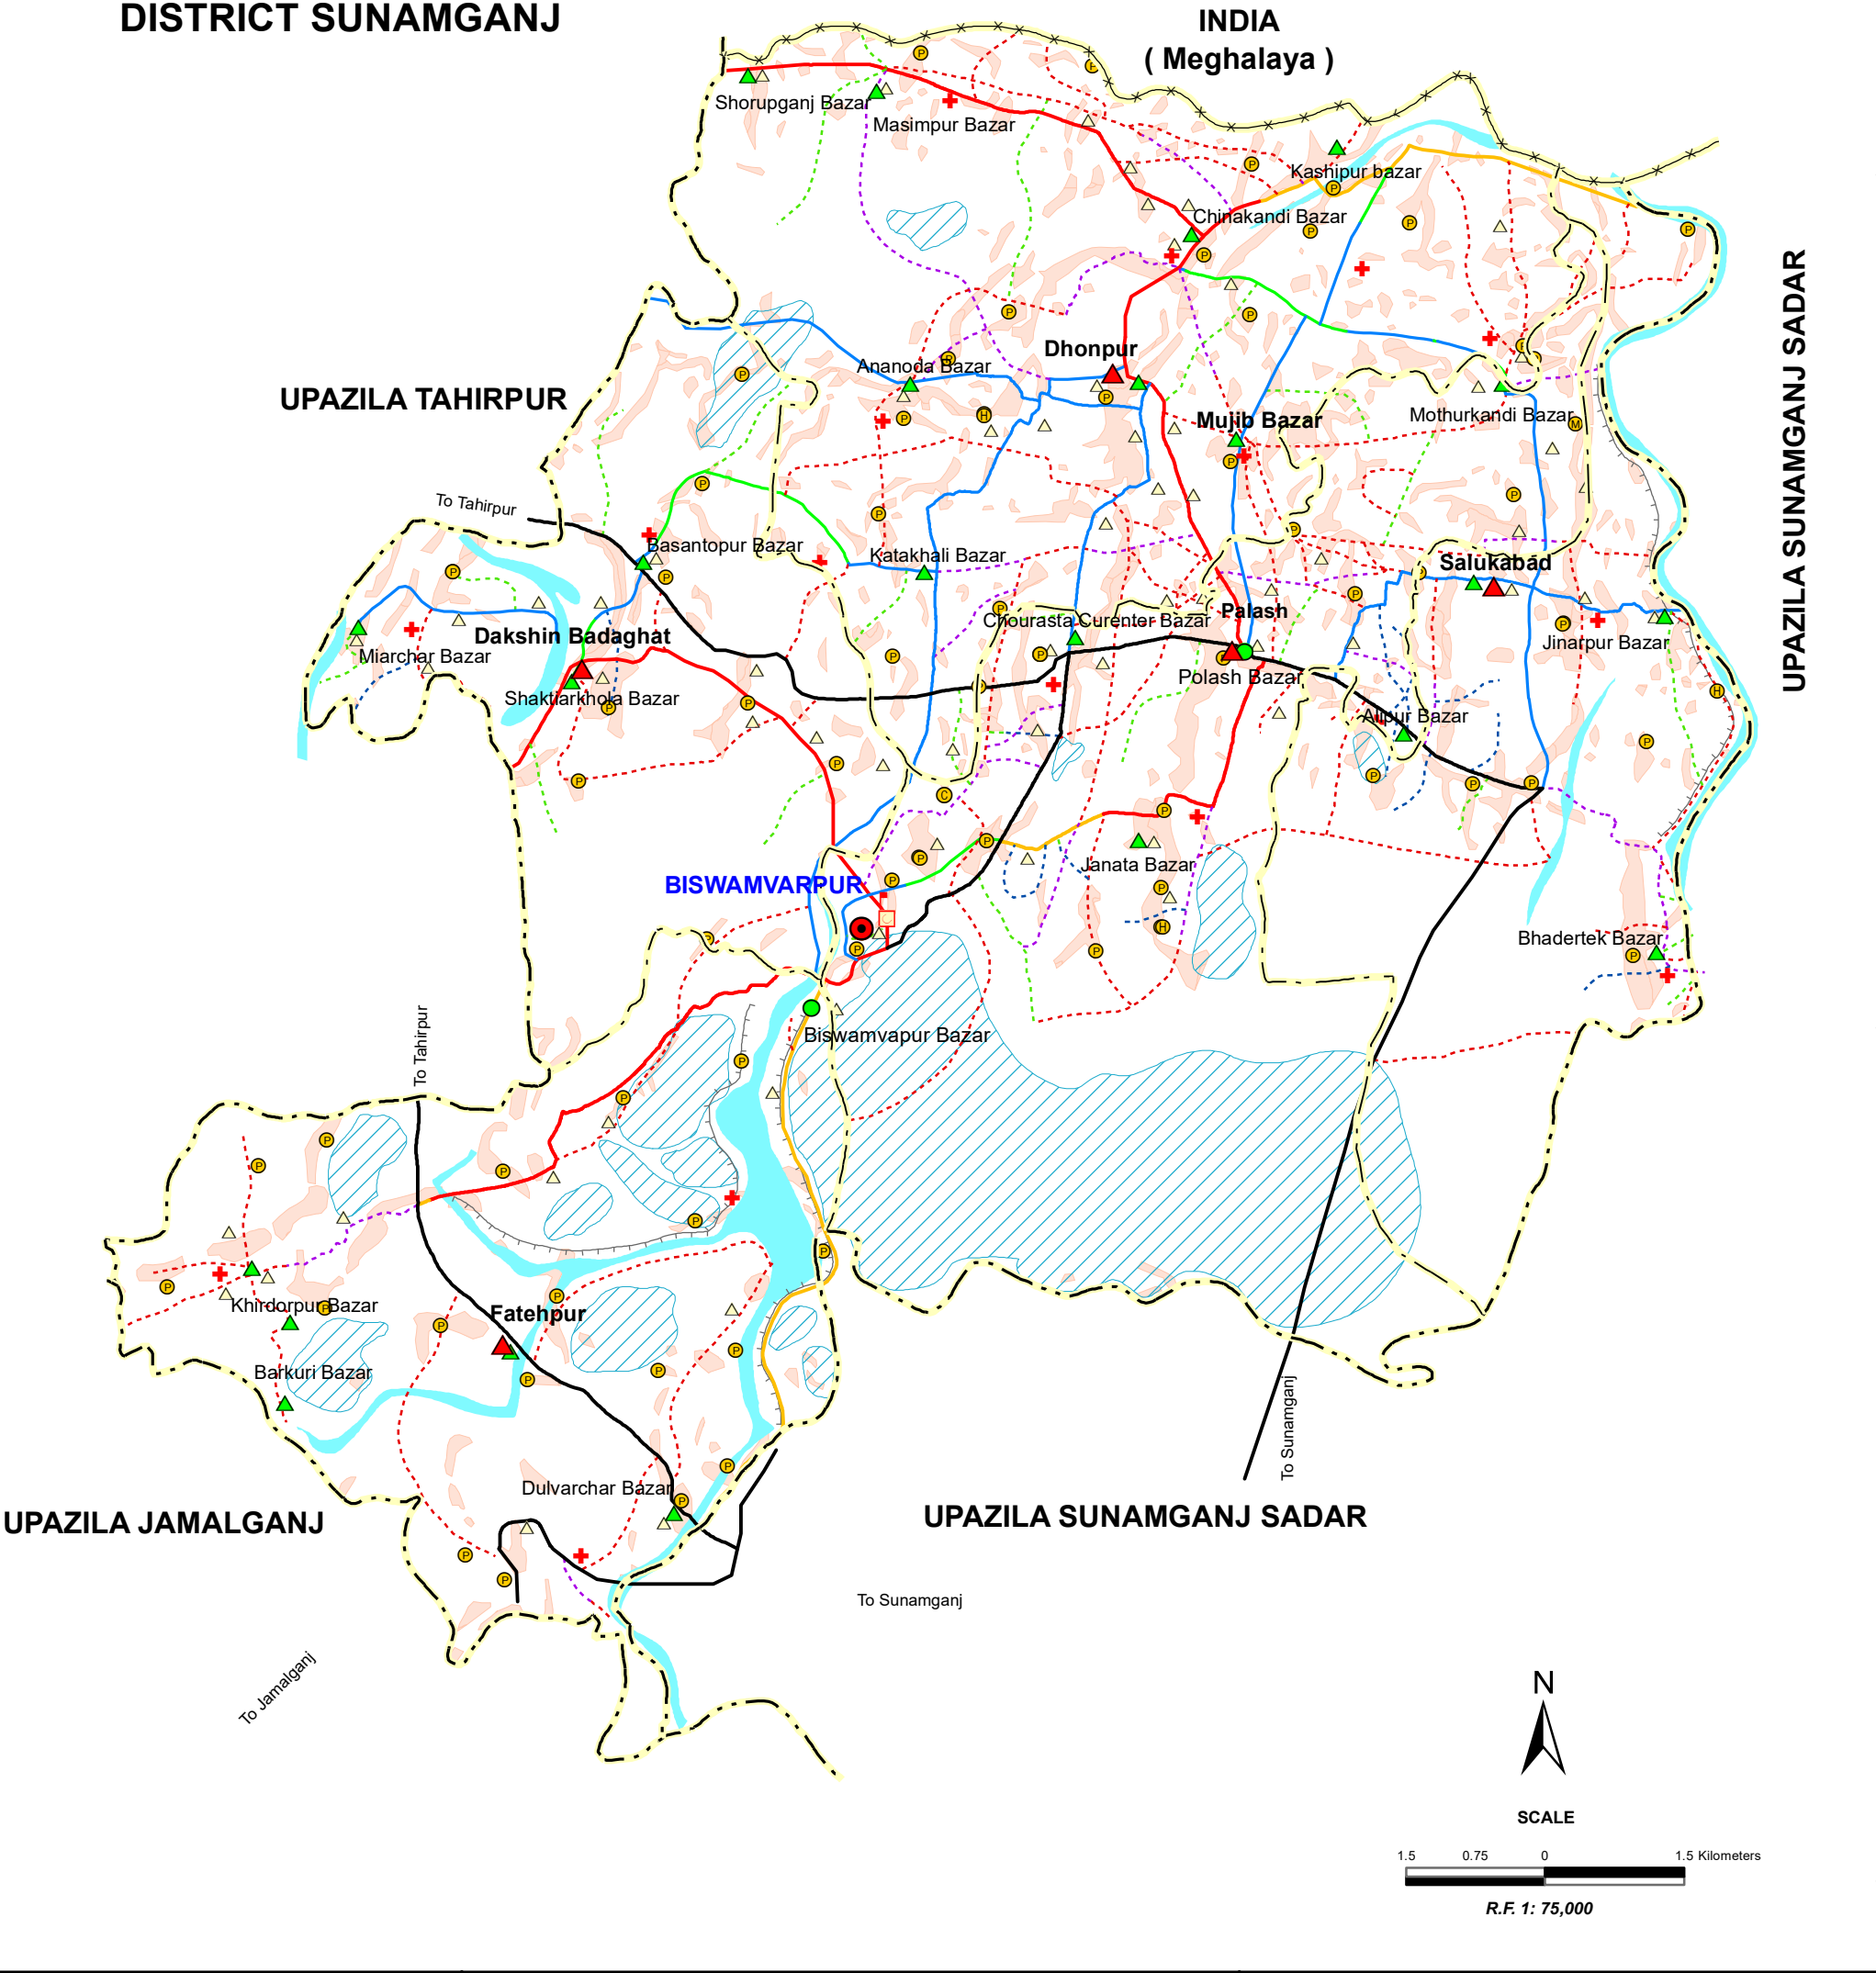 DISTRICT SUNAMGANJ
INDIA
( Meghalaya )
Shorupganj Bazar
Masimpur Bazar
Kashipur bazar
Chinakandi Bazar
UPAZILA SUNAMGANJ SADAR
Dhonpur
Ananoda Bazar
UPAZILA TAHIRPUR
Mujib Bazar
Mothurkandi Bazar
To Tahirpur
Basantopur Bazar
Katakhali Bazar
Salukabad
Chourasta Curenter Bazar
Palash
Dakshin Badaghat
Miarchar Bazar
Jinarpur Bazar
Shaktiarkhola Bazar
Polash Bazar
Alipur Bazar
Janata Bazar
BISWAMVARPUR
Bhadertek Bazar
Biswamvapur Bazar
To Tahirpur
Khirdorpur Bazar
Fatehpur
Barkuri Bazar
To Sunamganj
Dulvarchar Bazar
UPAZILA JAMALGANJ
UPAZILA SUNAMGANJ SADAR
To Sunamganj
To Jamalganj
N
SCALE
1.5 0.75 0 1.5 Kilometers
R.F. 1: 75,000